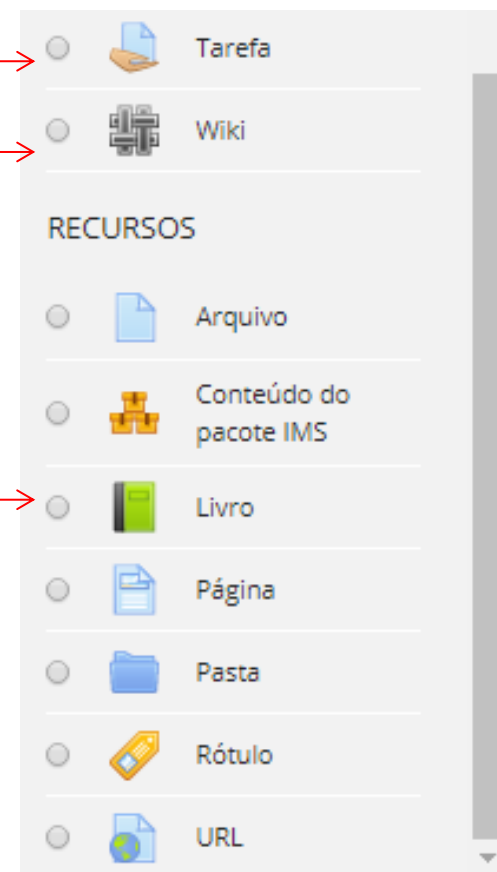 Tarefa
Wiki
RECURSOS
Arquivo
Conteúdo do
pacote IMS
Livro
Página
Pasta
Rótulo
URL